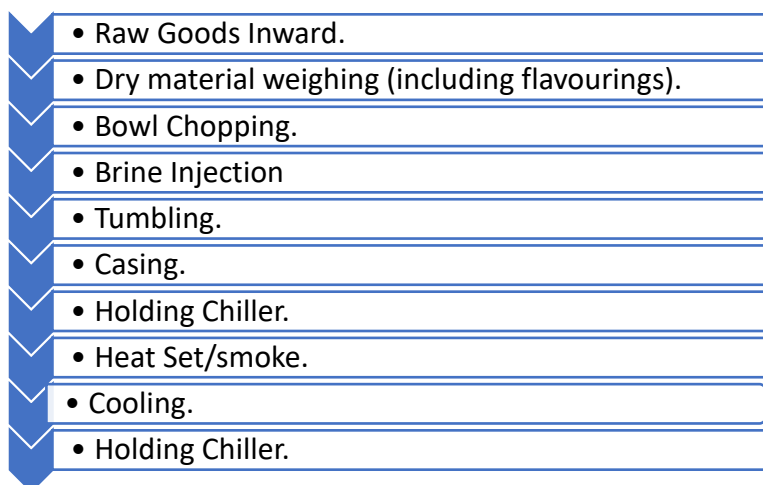 • Raw Goods Inward.
• Dry material weighing (including flavourings).
• Bowl Chopping.
• Brine Injection
• Tumbling.
• Casing.
• Holding Chiller.
• Heat Set/smoke.
• Cooling.
• Holding Chiller.